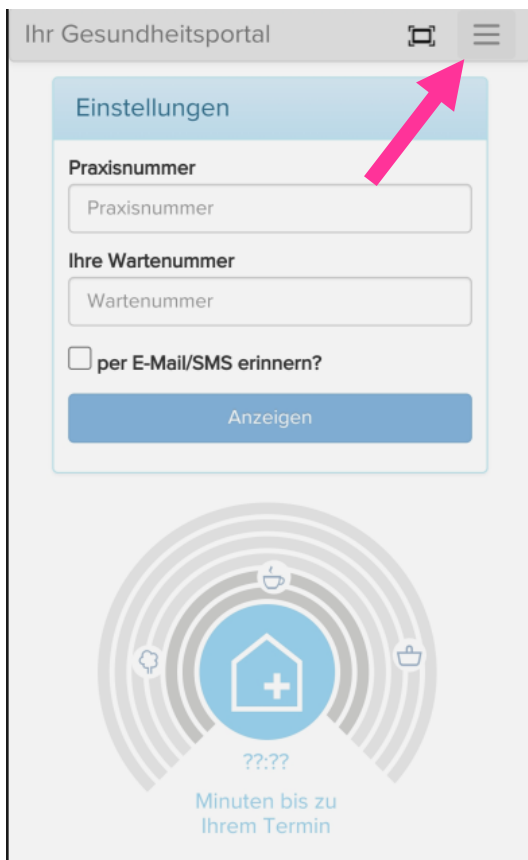 Ihr Gesundheitsportal
Einstellungen
Praxisnummer
Praxisnummer
Ihre Wartenummer
Wartenummer
per E-Mail/SMS erinnern?
Anzeigen
??:??
Minuten bis zu
Ihrem Termin